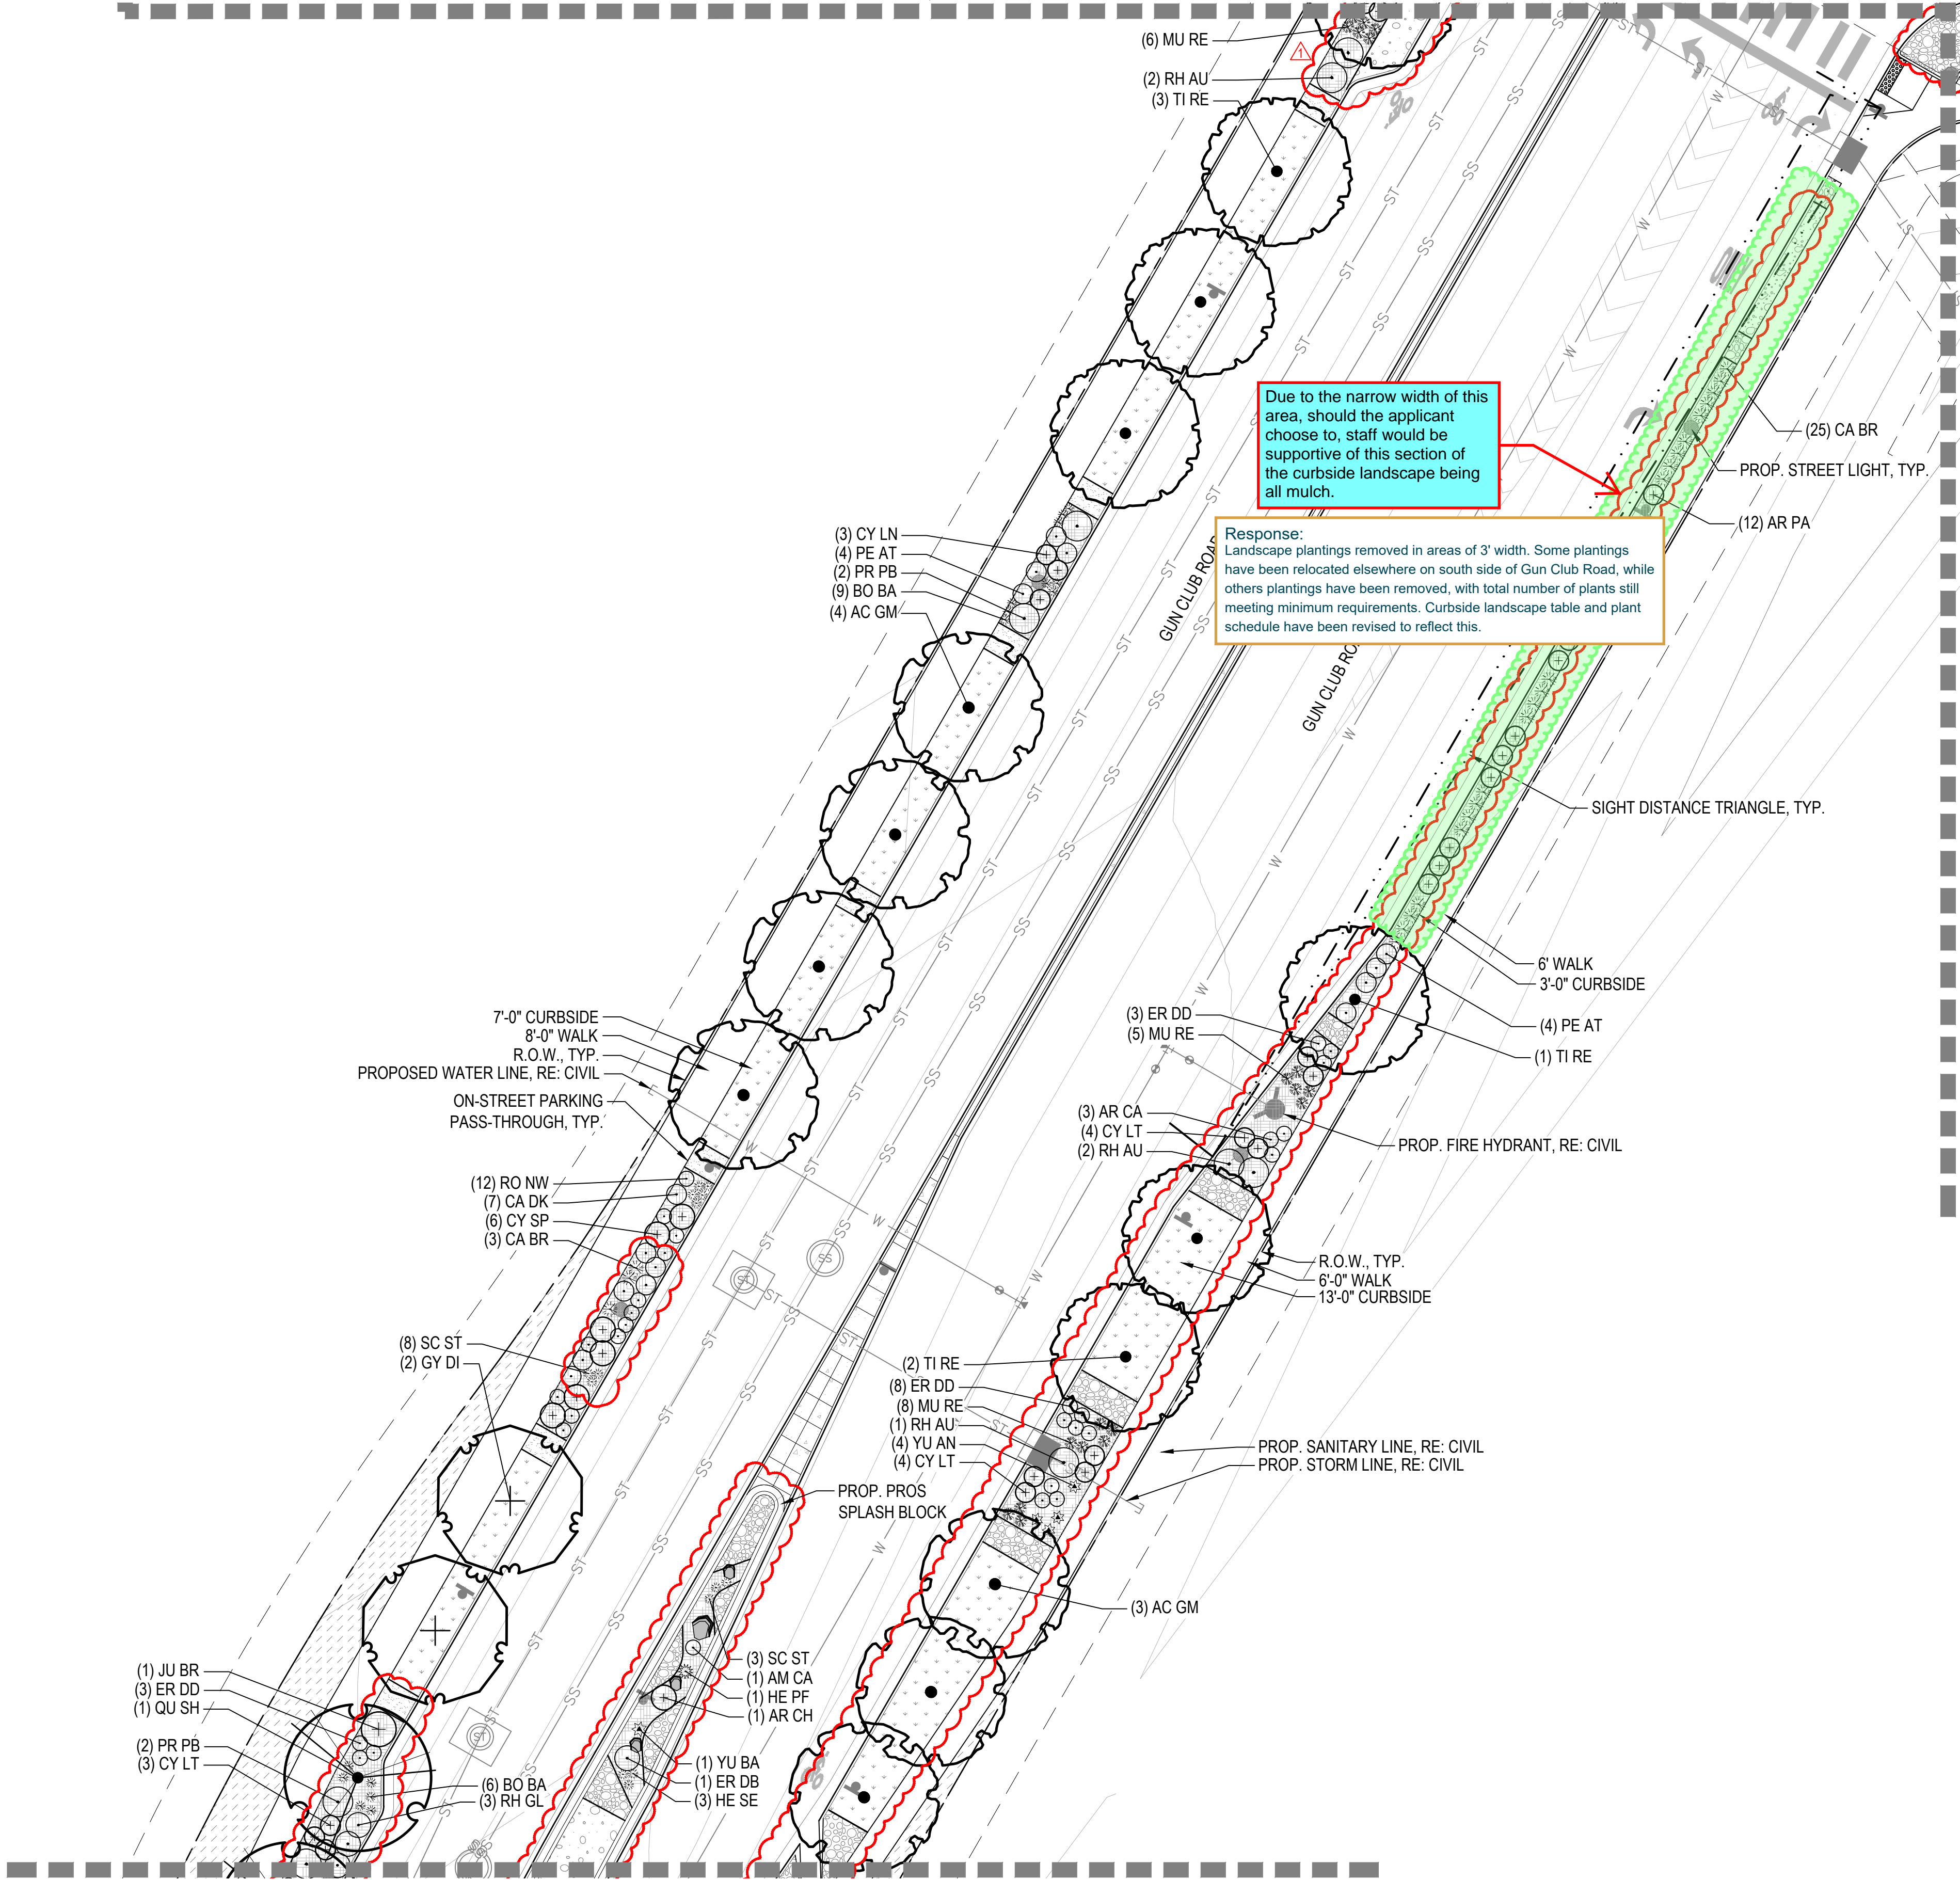 (6) MU RE
1
(2) RH AU
(3) TI RE
Due to the narrow width of this
area, should the applicant
choose to, staff would be
supportive of this section of
the curbside landscape being
all mulch.
(25) CA BR
PROP. STREET LIGHT, TYP.
(12) AR PA
Response:
Landscape plantings removed in areas of 3' width. Some plantings
have been relocated elsewhere on south side of Gun Club Road, while
others plantings have been removed, with total number of plants still
meeting minimum requirements. Curbside landscape table and plant
schedule have been revised to reflect this.
(3) CY LN
(4) PE AT
(2) PR PB
(9) BO BA
(4) AC GM
GUN CLUB ROAD
GUN CLUB
SIGHT DISTANCE TRIANGLE, TYP.
6' WALK
3'-0" CURBSIDE
(4) PE AT
(1) TI RE
7'-0" CURBSIDE
8'-0" WALK
R.O.W., TYP.
PROPOSED WATER LINE, RE: CIVIL
ON-STREET PARKING
PASS-THROUGH, TYP.
(3) ER DD
(5) MU RE
(3) AR CA
(4) CY LT
(2) RH AU
PROP. FIRE HYDRANT, RE: CIVIL
(12) RO NW
(7) CA DK
(6) CY SP
(3) CA BR
R.O.W., TYP.
6'-0" WALK
13'-0" CURBSIDE
(8) SC ST
(2) GY DI
(2) TI RE
(8) ER DD
(8) MU RE
(1) RH AU
(4) YU AN
(4) CY LT
PROP. SANITARY LINE, RE: CIVIL
PROP. STORM LINE, RE: CIVIL
PROP. PROS
SPLASH BLOCK
(3) AC GM
(1) JU BR
(3) ER DD
(1) QU SH
(2) PR PB
(3) CY LT
(6) BO BA
(3) RH GL
(3) SC ST
(1) AM CA
(1) HE PF
(1) AR CH
(1) YU BA
(1) ER DB
(3) HE SE
ST
SS
W